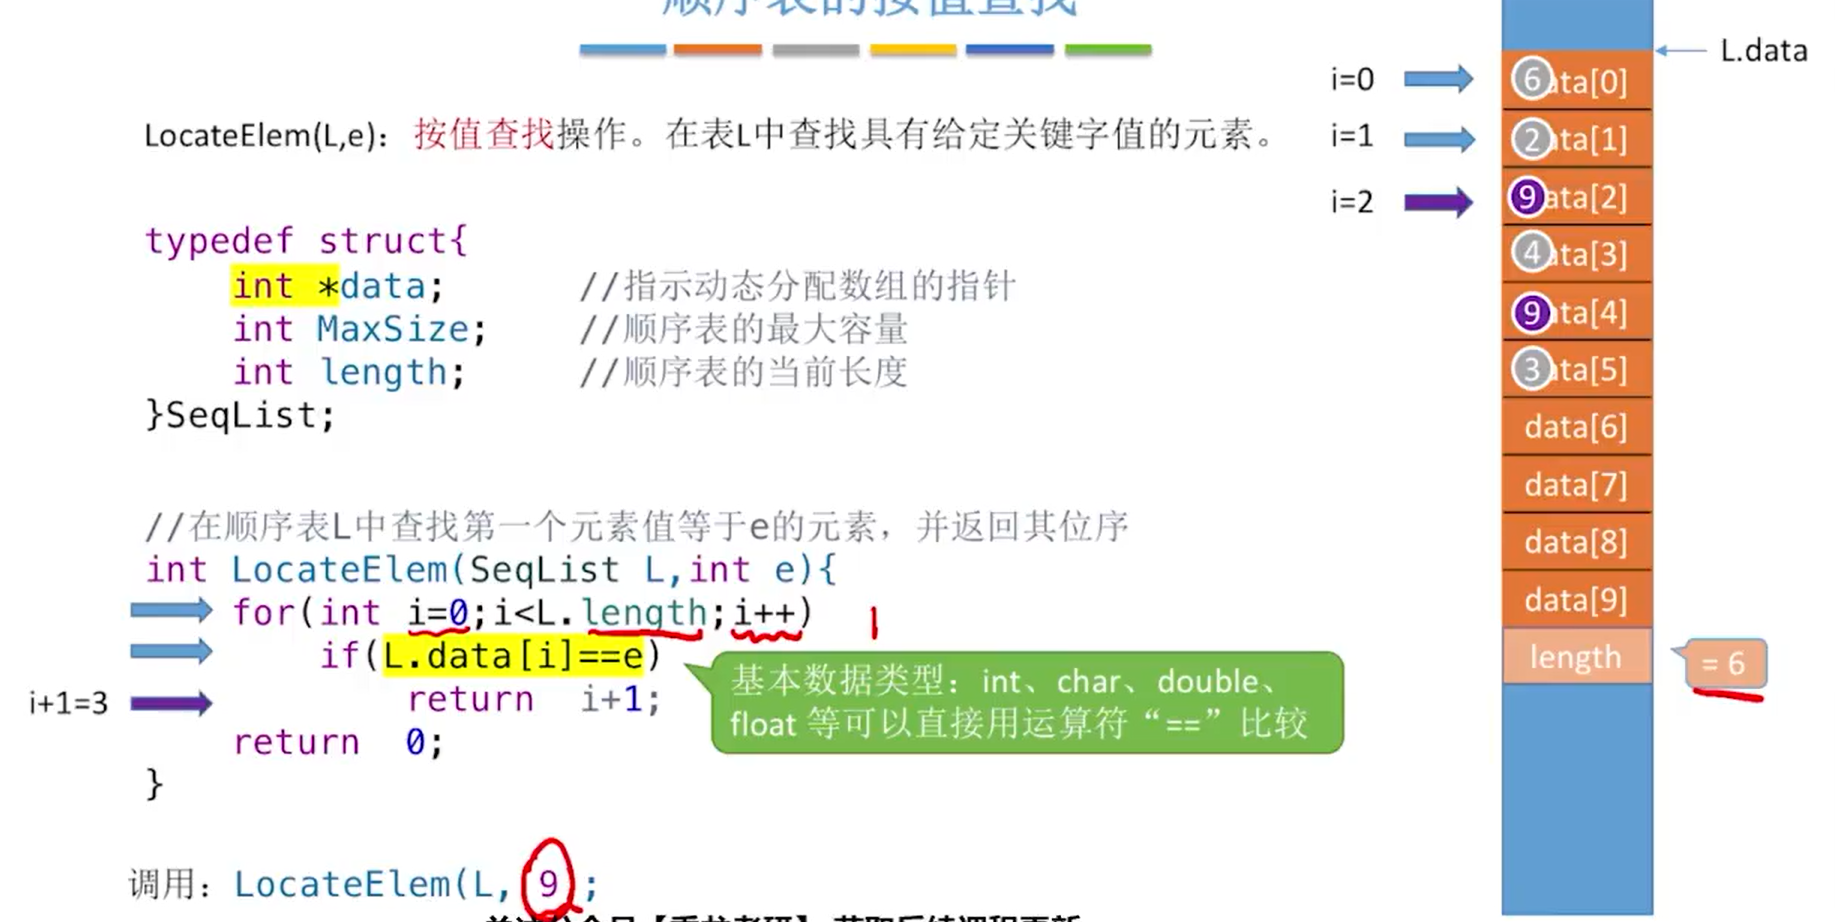 顺序表的按值查找
LocateElem(L,e)：按值查找操作。在表L中查找具有给定关键字值的元素。
typedef struct{
int *data; //指示动态分配数组的指针
int MaxSize; //顺序表的最大容量
int length; //顺序表的当前长度
}SeqList;
//在顺序表L中查找第一个元素值等于e的元素，并返回其位序
int LocateElem(SeqList L,int e){
for(int i=0;i<L.length;i++)
if(L.data[i]==e)
return i+1;
return 0;
}
i+1=3
基本数据类型：int、char、double、
float 等可以直接用运算符“==”比较
调用：LocateElem(L, 9 ;
L.data
i=0 6 ata[0]
i=1 2 ata[1]
i=2 9 ata[2]
4 ata[3]
9 ata[4]
3 ata[5]
data[6]
data[7]
data[8]
data[9]
length = 6